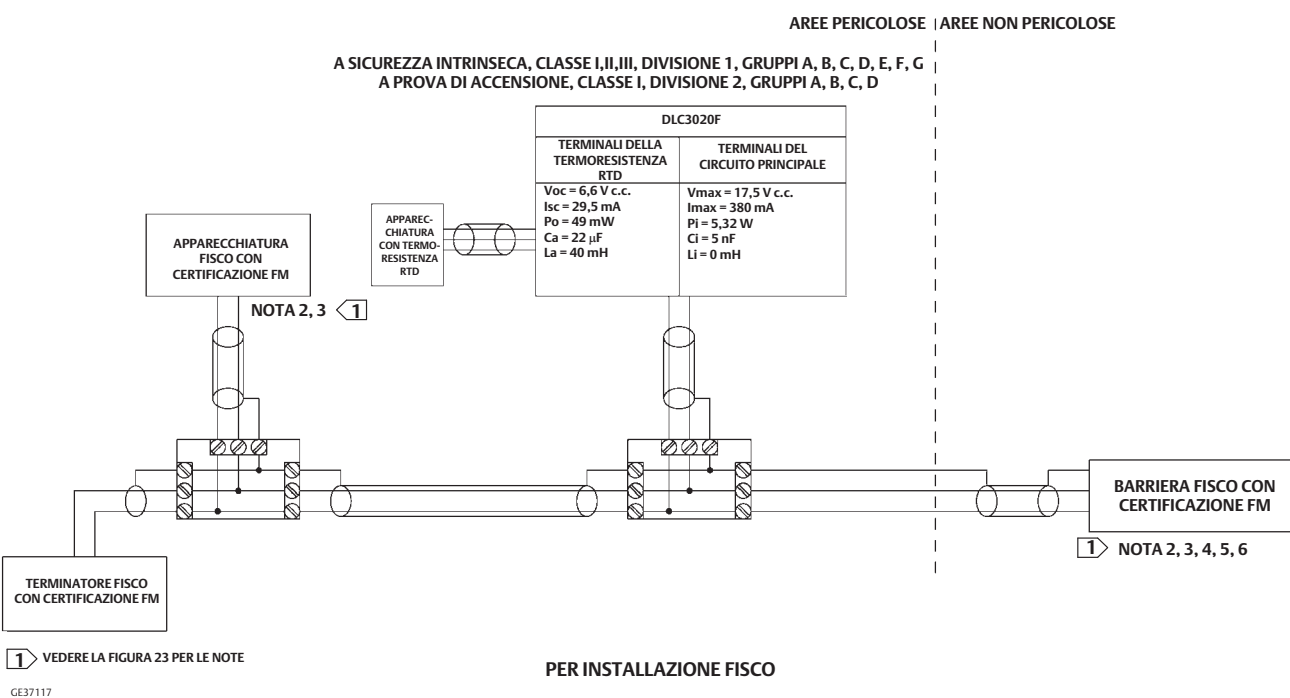 AREE PERICOLOSE
AREE NON PERICOLOSE
A SICUREZZA INTRINSECA, CLASSE I,II,III, DIVISIONE 1, GRUPPI A, B, C, D, E, F, G
A PROVA DI ACCENSIONE, CLASSE I, DIVISIONE 2, GRUPPI A, B, C, D
DLC3020F
TERMINALI DELLA
TERMORESISTENZA
RTD
Voc = 6,6 V c.c.
Isc = 29,5 mA
Po = 49 mW
Ca = 22 μF
La = 40 mH
TERMINALI DEL
CIRCUITO PRINCIPALE
Vmax = 17,5 V c.c.
Imax = 380 mA
Pi = 5,32 W
Ci = 5 nF
Li = 0 mH
APPAREC-
CHIATURA
CON TERMO-
RESISTENZA
RTD
APPARECCHIATURA
FISCO CON
CERTIFICAZIONE FM
NOTA 2, 3 1
BARRIERA FISCO CON
CERTIFICAZIONE FM
1 NOTA 2, 3, 4, 5, 6
TERMINATORE FISCO
CON CERTIFICAZIONE FM
1 VEDERE LA FIGURA 23 PER LE NOTE
PER INSTALLAZIONE FISCO
GE37117